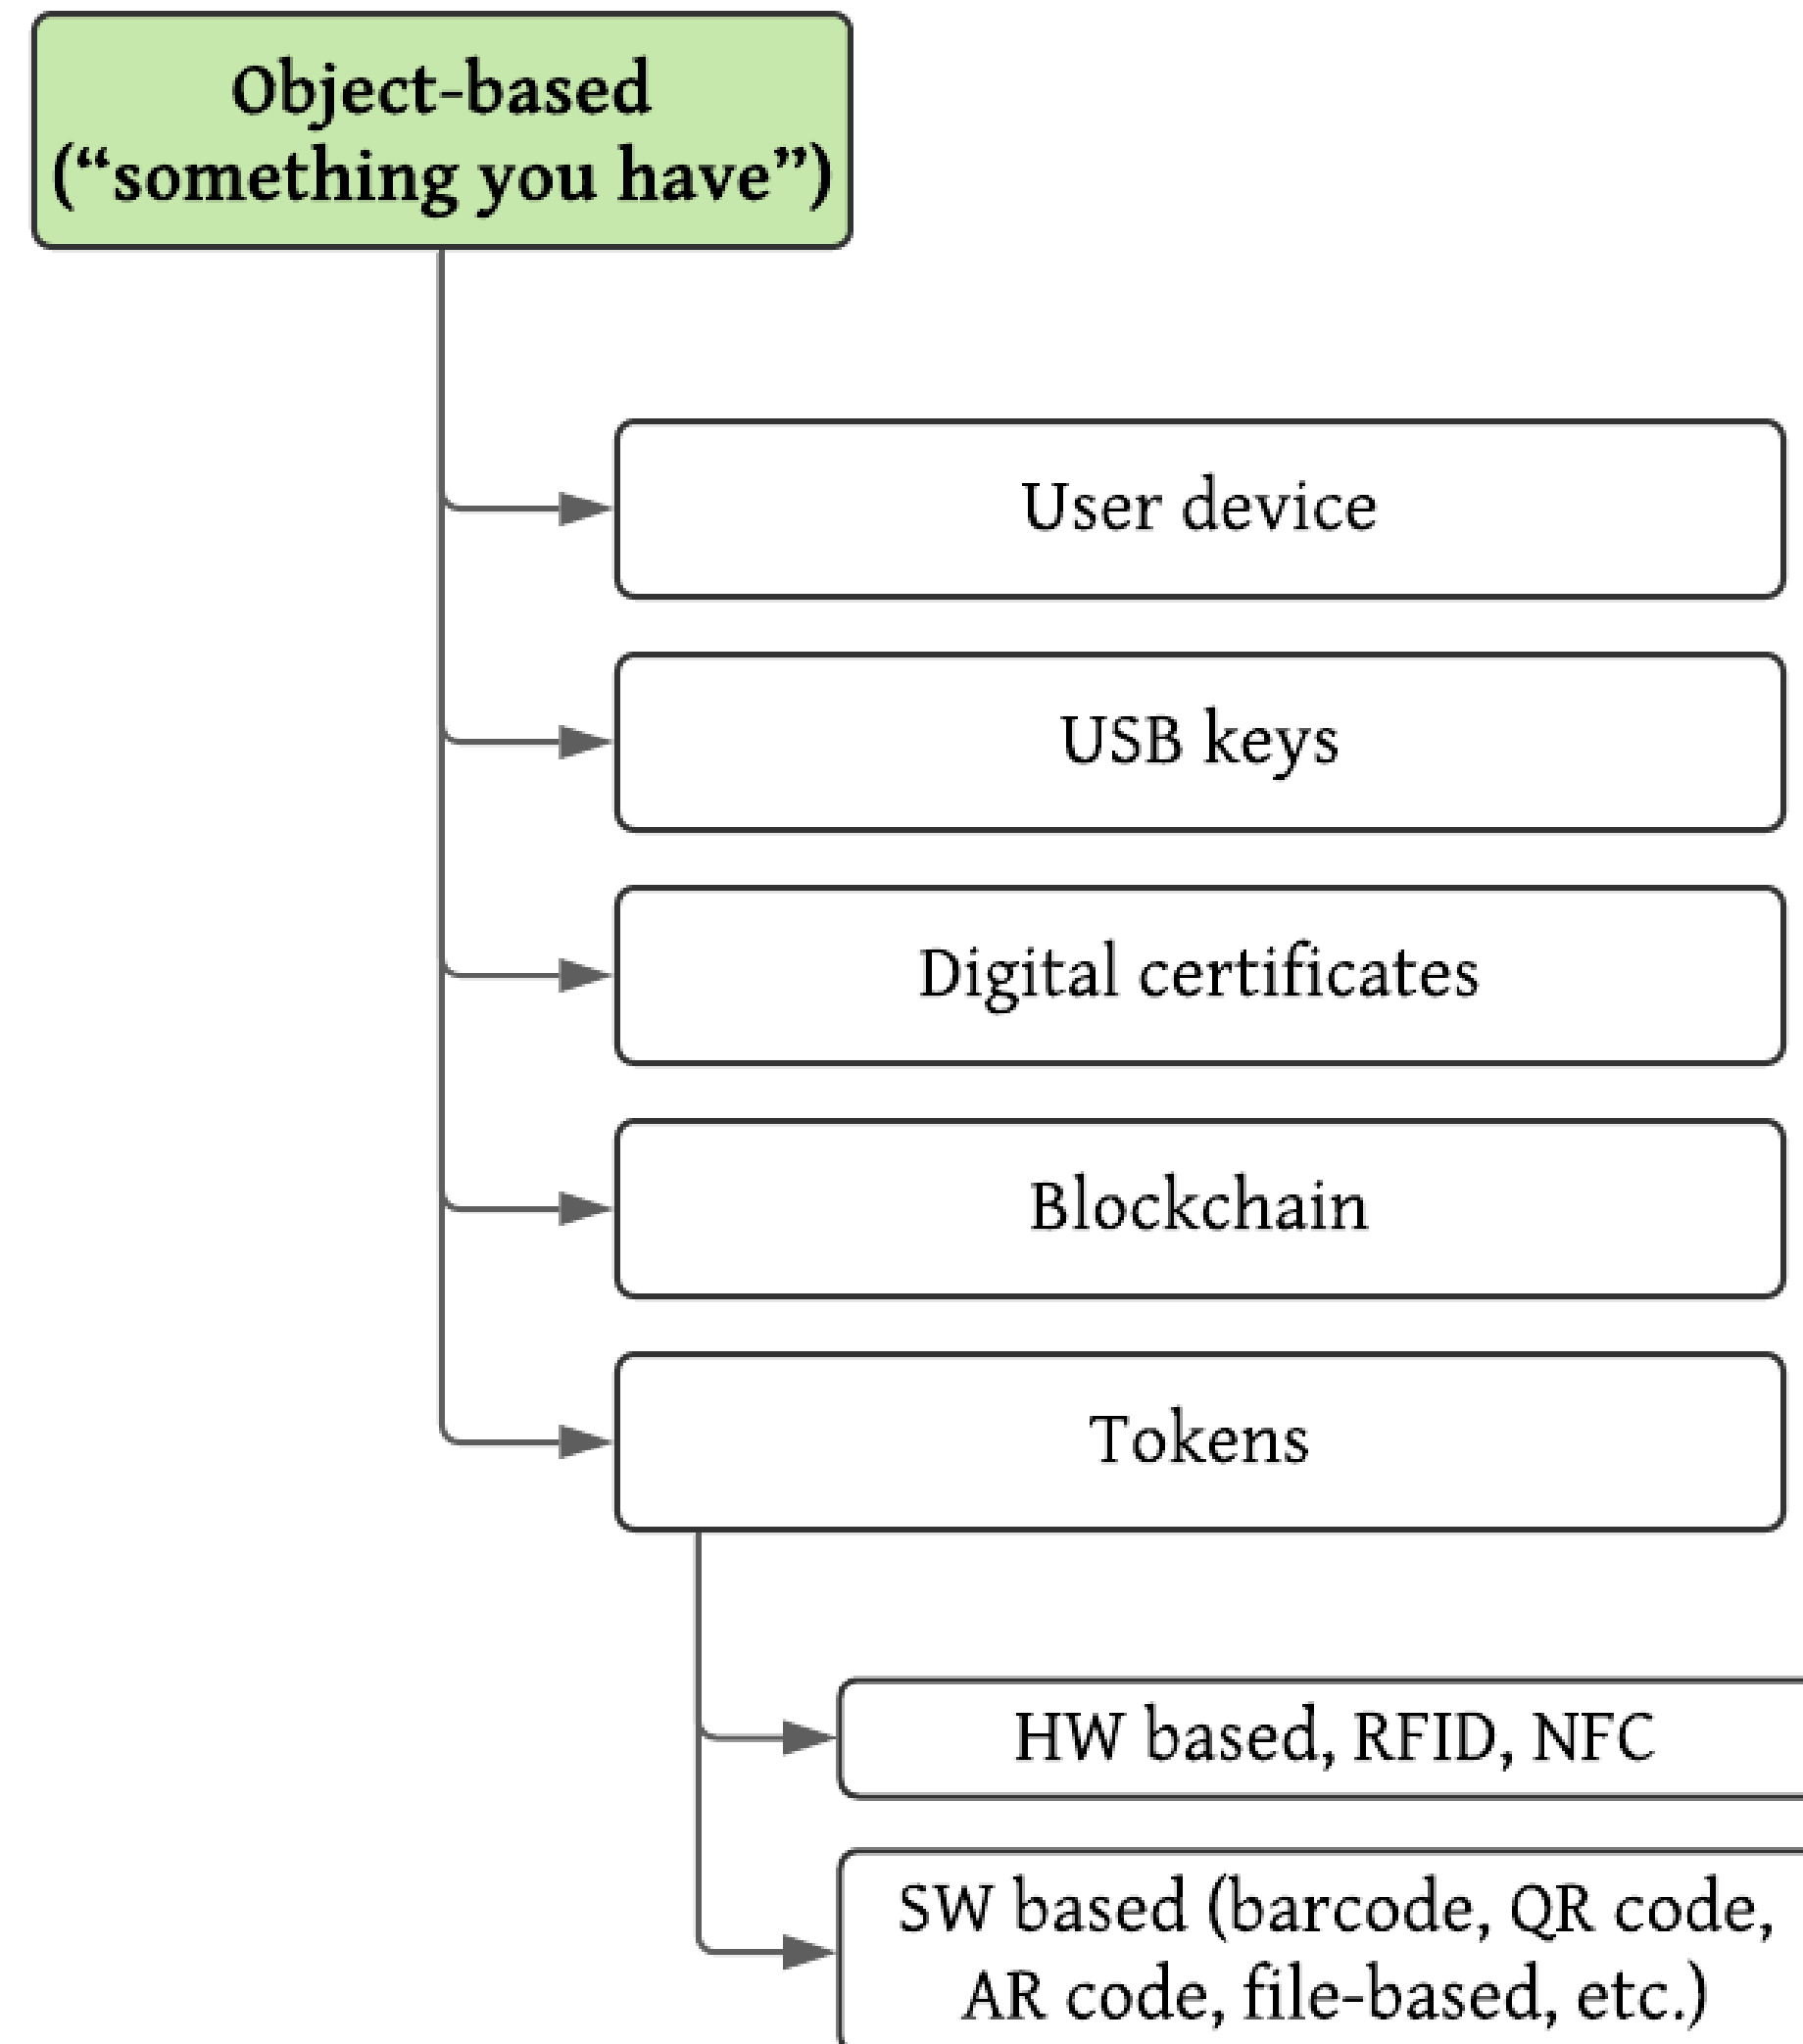 Object-based
(“something you have”)
User device
USB keys
Digital certificates
Blockchain
Tokens
HW based, RFID, NFC
SW based (barcode, QR code,
AR code, file-based, etc.)